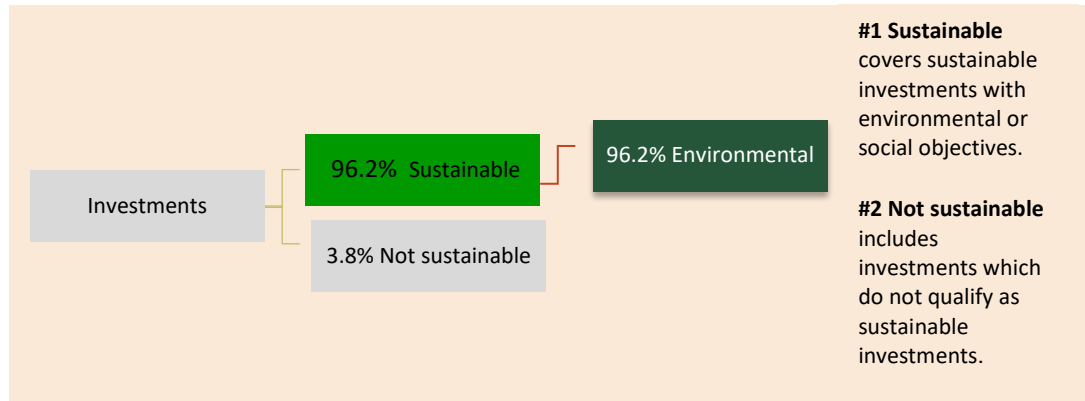 Investments
96.2% Sustainable
3.8% Not sustainable
96.2% Environmental
#1 Sustainable
covers sustainable
investments with
environmental or
social objectives.
#2 Not sustainable
includes
investments which
do not qualify as
sustainable
investments.